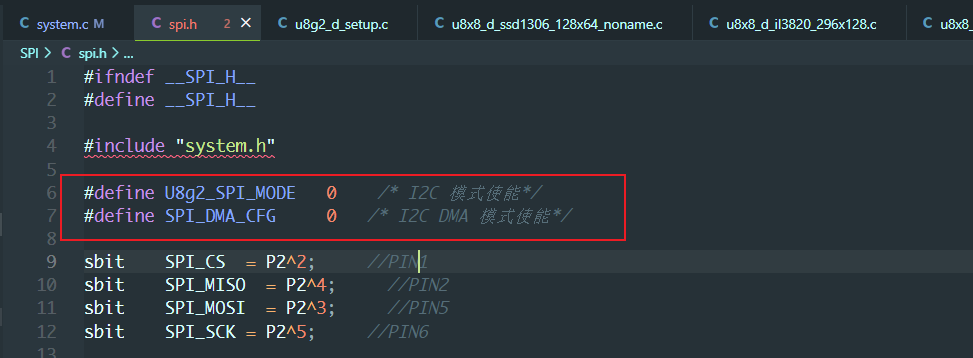 system.c M
spi.h 2 ×
u8g2_d_setup.c
u8x8_d_ssd1306_128x64_noname.c
u8x8_d_il3820_296x128.c
u8x8_
SPI > C spi.h > ...
1 #ifndef __SPI_H__
2 #define __SPI_H__
3
4 #include "system.h"
5
6 #define U8g2_SPI_MODE 0 /* I2C 模式使能*/
7 #define SPI_DMA_CFG 0 /* I2C DMA 模式使能*/
8
9 sbit SPI_CS = P2^2; //PIN1
10 sbit SPI_MISO = P2^4; //PIN2
11 sbit SPI_MOSI = P2^3; //PIN5
12 sbit SPI_SCK = P2^5; //PIN6